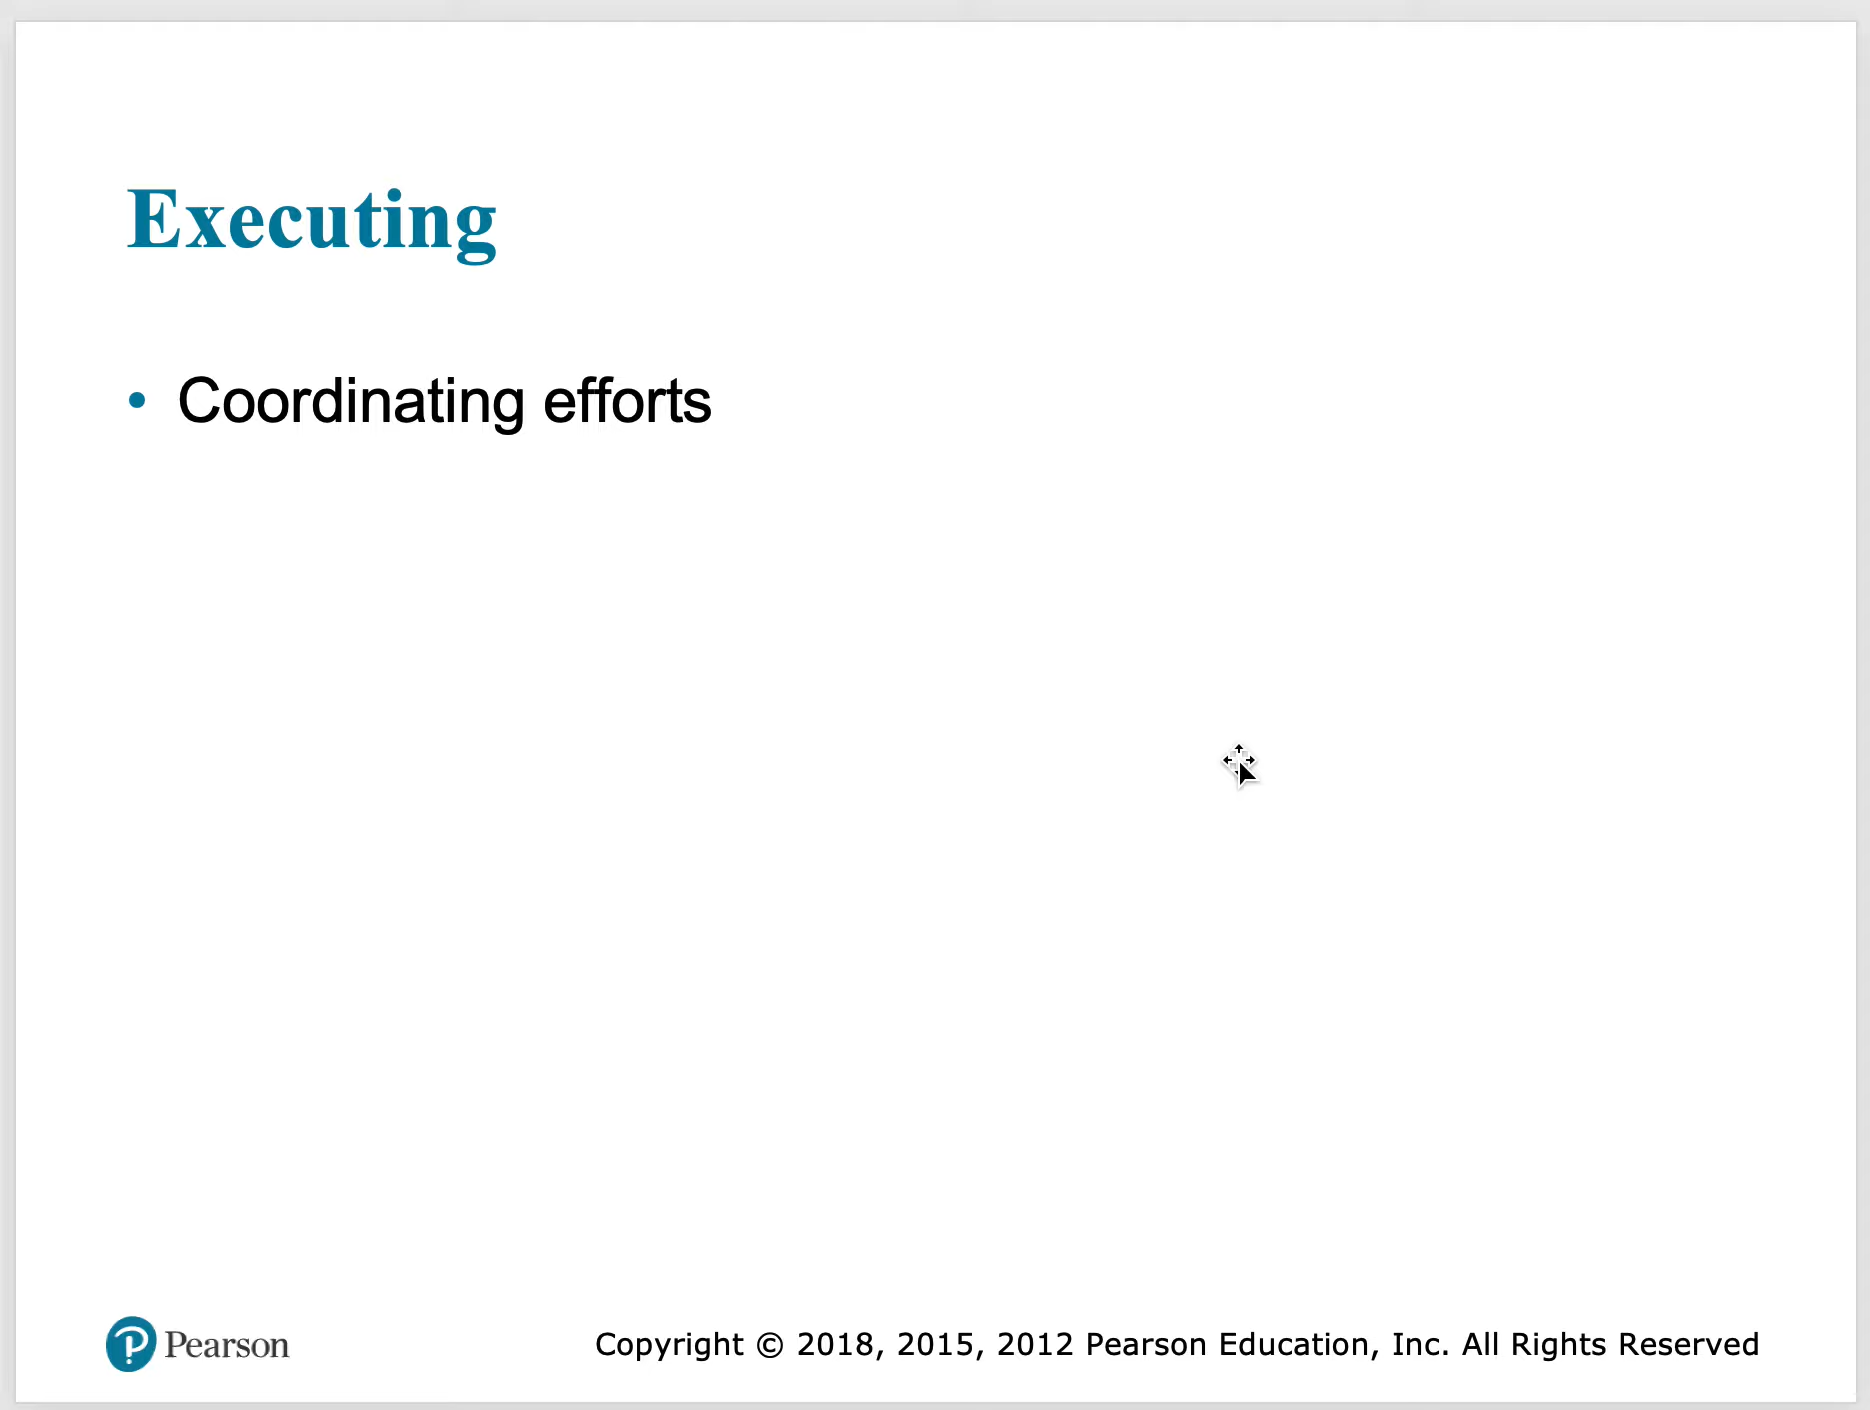 Executing
• Coordinating efforts
Pearson
Copyright © 2018, 2015, 2012 Pearson Education, Inc. All Rights Reserved